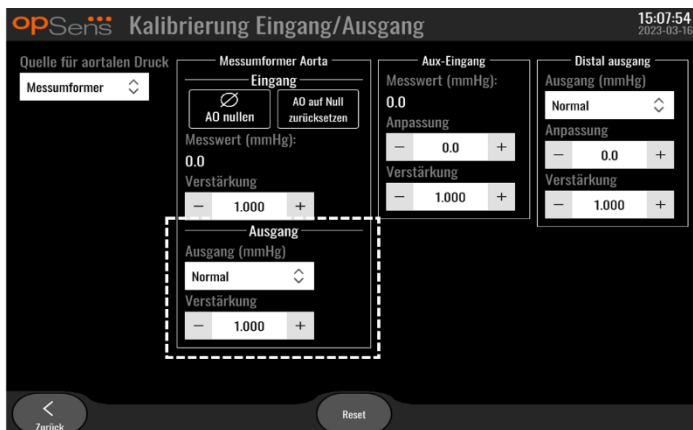 opSens Kalibrierung Eingang/Ausgang
15:07:54
2023-03-16
Quelle für aortalen Druck
Messumformer
Messumformer Aorta
Eingang
AO nullen
AO auf Null
zurücksetzen
Messwert (mmHg):
0.0
Verstärkung
− 1.000 +
Ausgang
Ausgang (mmHg)
Normal
Verstärkung
− 1.000 +
Aux-Eingang
Messwert (mmHg):
0.0
Anpassung
− 0.0 +
Verstärkung
− 1.000 +
Distal ausgang
Ausgang (mmHg)
Normal
Anpassung
− 0.0 +
Verstärkung
− 1.000 +
Zurück
Reset